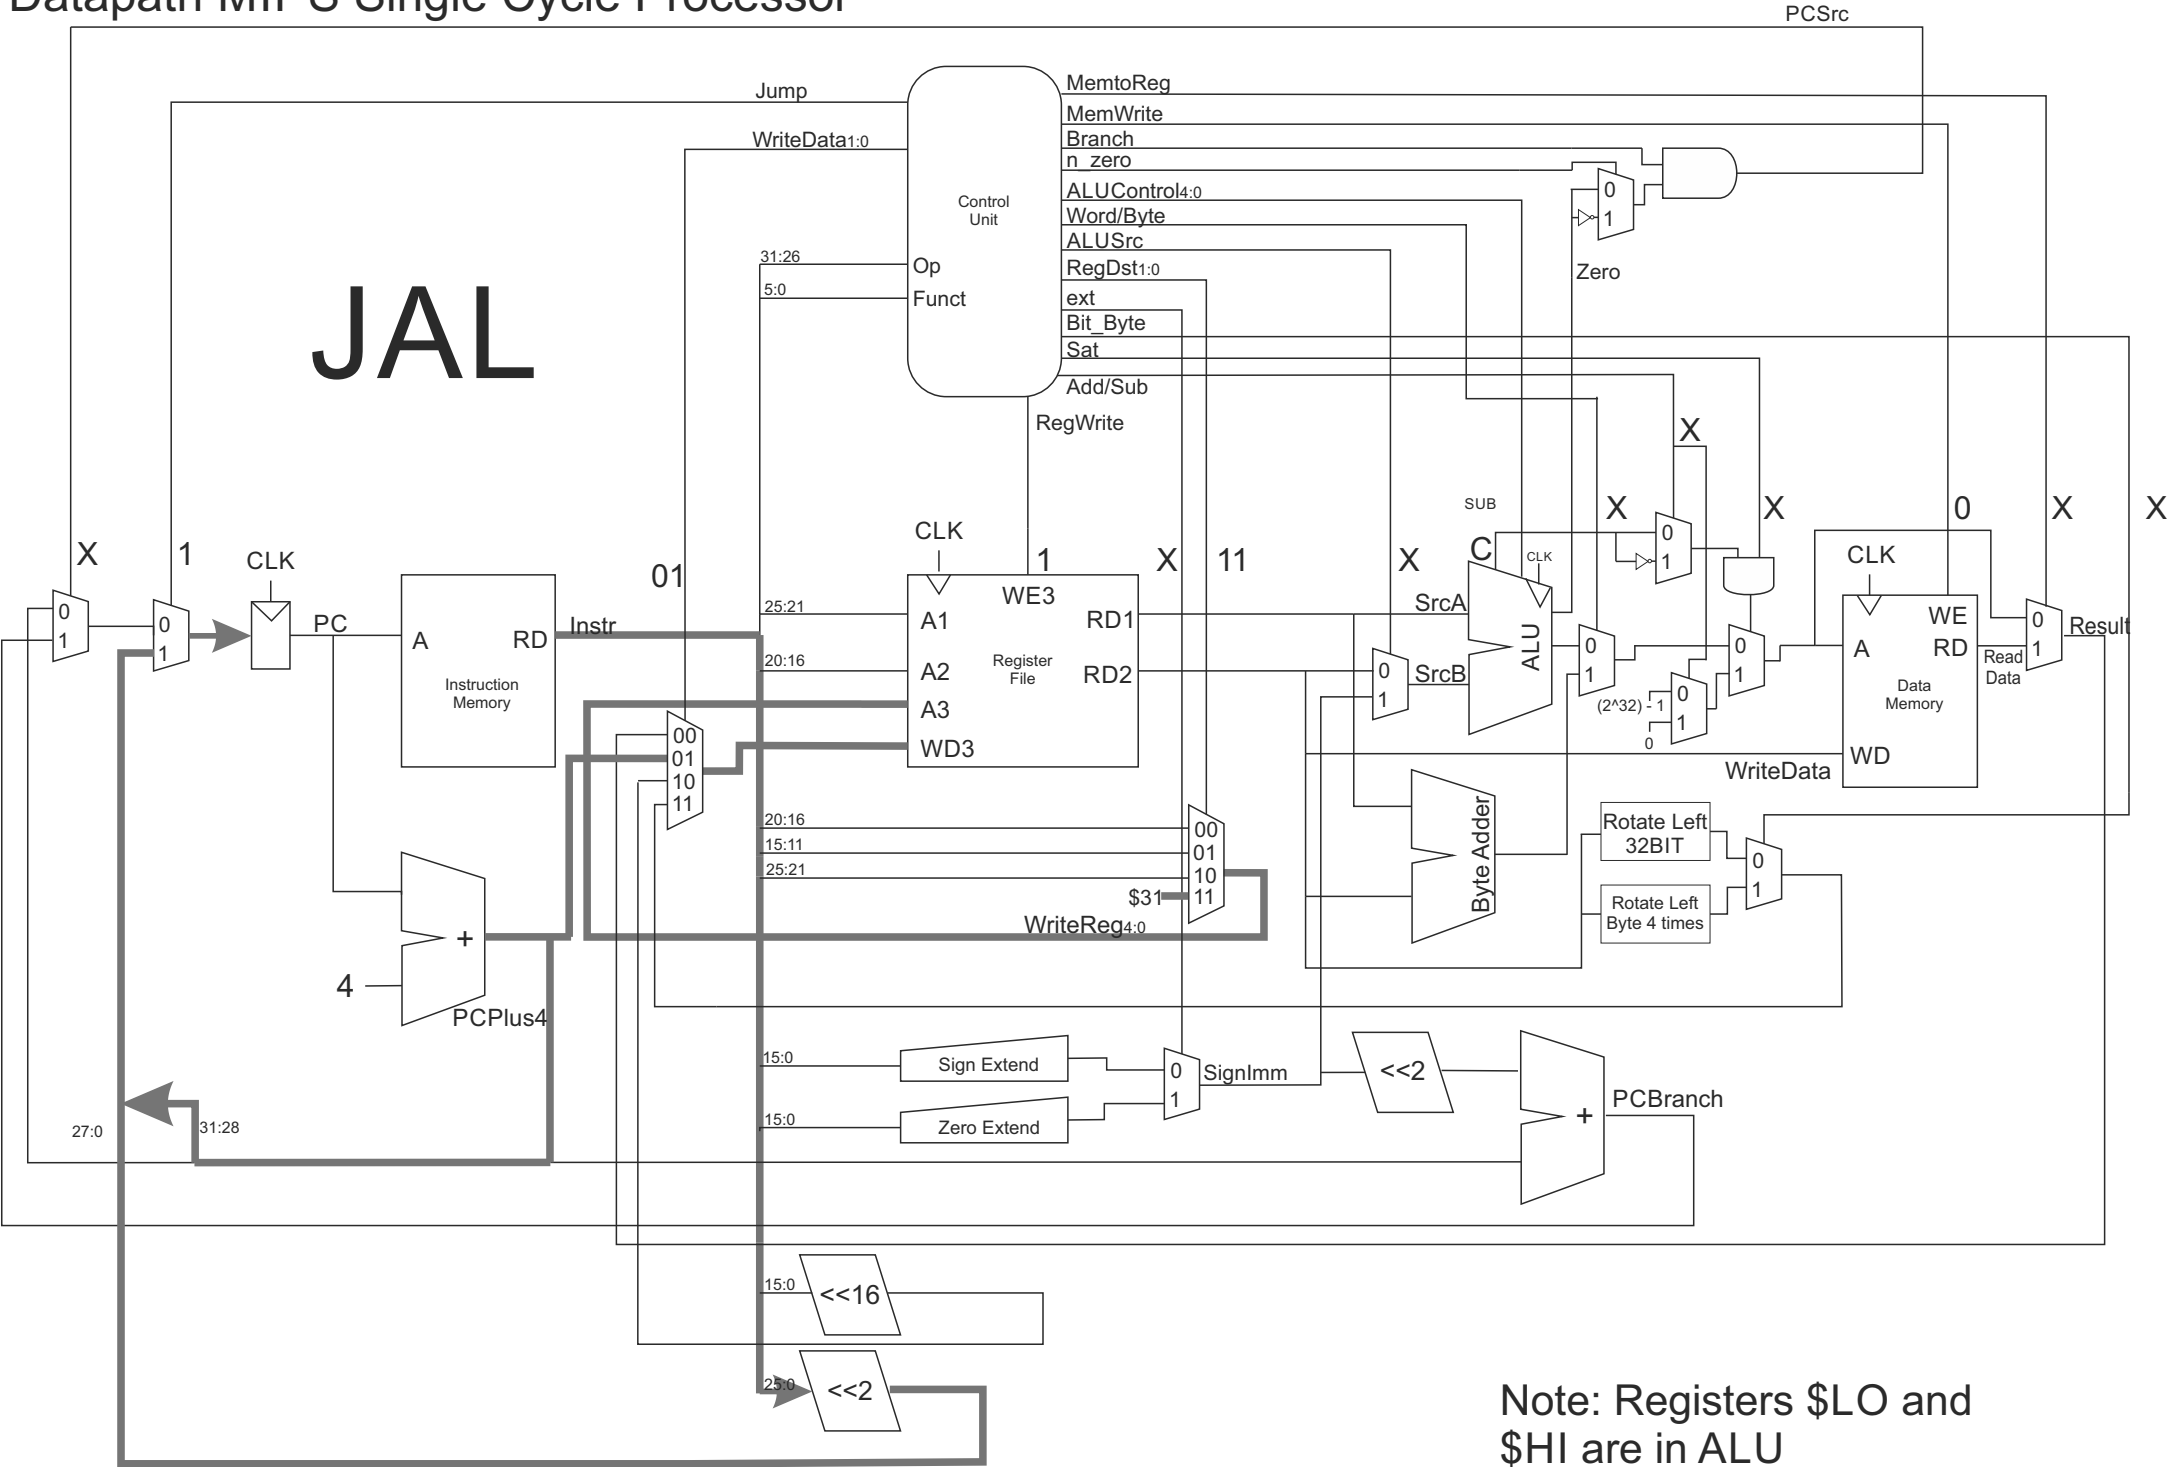 Datapath MIPS Single Cycle Processor
PCSrc
Jump
WriteData1:0
MemtoReg
MemWrite
Branch
n_zero
ALUControl4:0
Word/Byte
ALUSrc
RegDst1:0
ext
Bit_Byte
Sat
Add/Sub
Control
Unit
31:26
Op
5:0
Funct
RegWrite
0
1
Zero
JAL
X
1
01
1
X
11
X
X
X
X
0
X
X
0
1
0
1
CLK
PC
A
RD
Instruction
Memory
Instr
CLK
WE3
25:21
A1
RD1
20:16
A2
RD2
Register
File
A3
WD3
00
01
10
11
0
1
SrcA
SrcB
SUB
C
CLK
ALU
0
1
0
1
0
1
(2^32) - 1
0
0
1
CLK
WE
A
RD
Data
Memory
WD
Read
Data
0
1
Result
WriteData
20:16
15:11
25:21
$31
00
01
10
11
WriteReg4:0
Byte Adder
Rotate Left
32BIT
Rotate Left
Byte 4 times
0
1
+
4
PCPlus4
15:0
Sign Extend
15:0
Zero Extend
0
1
SignImm
<<2
+
PCBranch
27:0
31:28
15:0
<<16
25:0
<<2
Note: Registers $LO and
$HI are in ALU